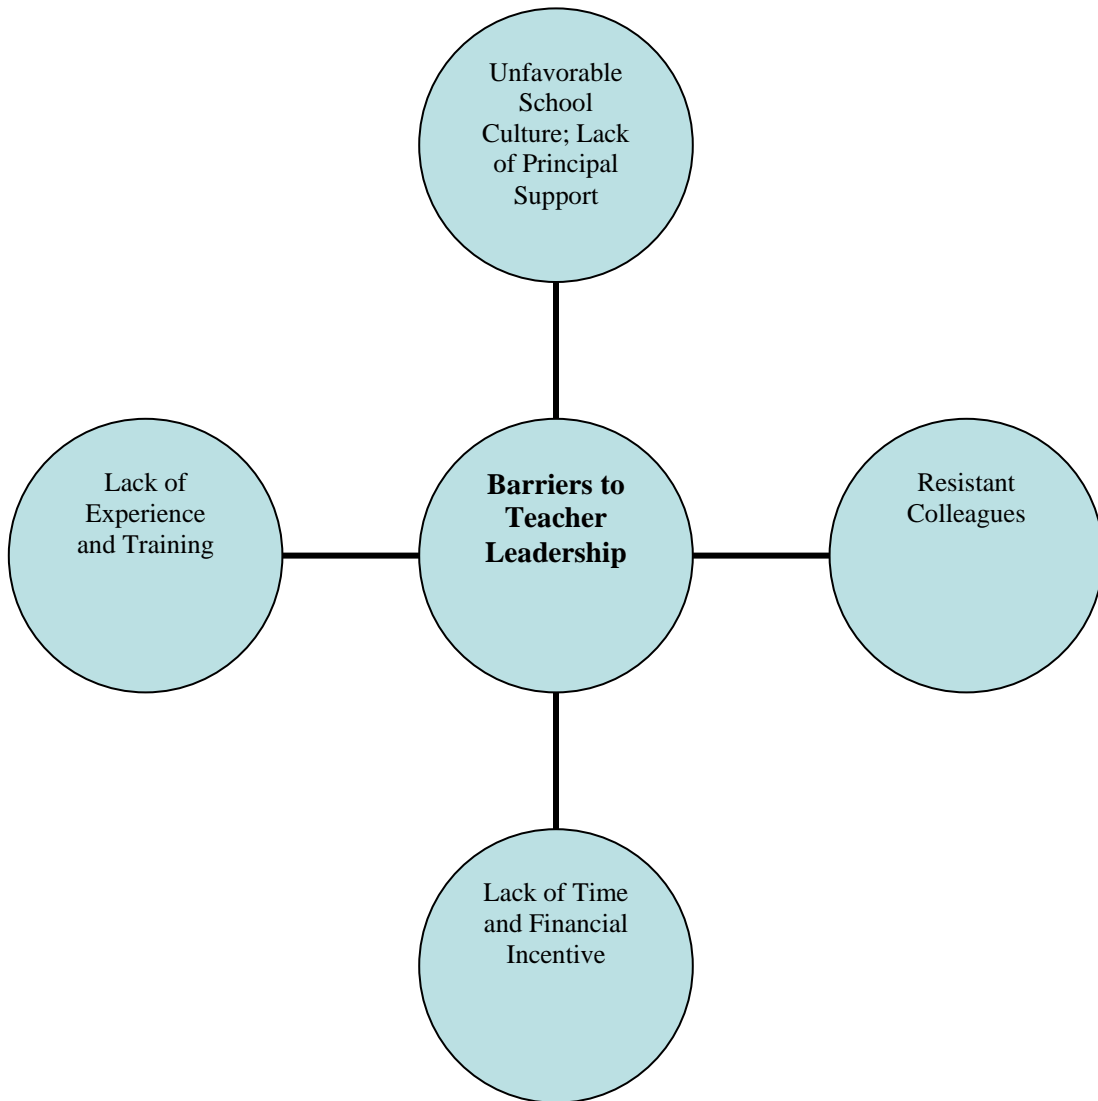 Unfavorable
School
Culture; Lack
of Principal
Support
Lack of
Experience
and Training
Barriers to
Teacher
Leadership
Resistant
Colleagues
Lack of Time
and Financial
Incentive